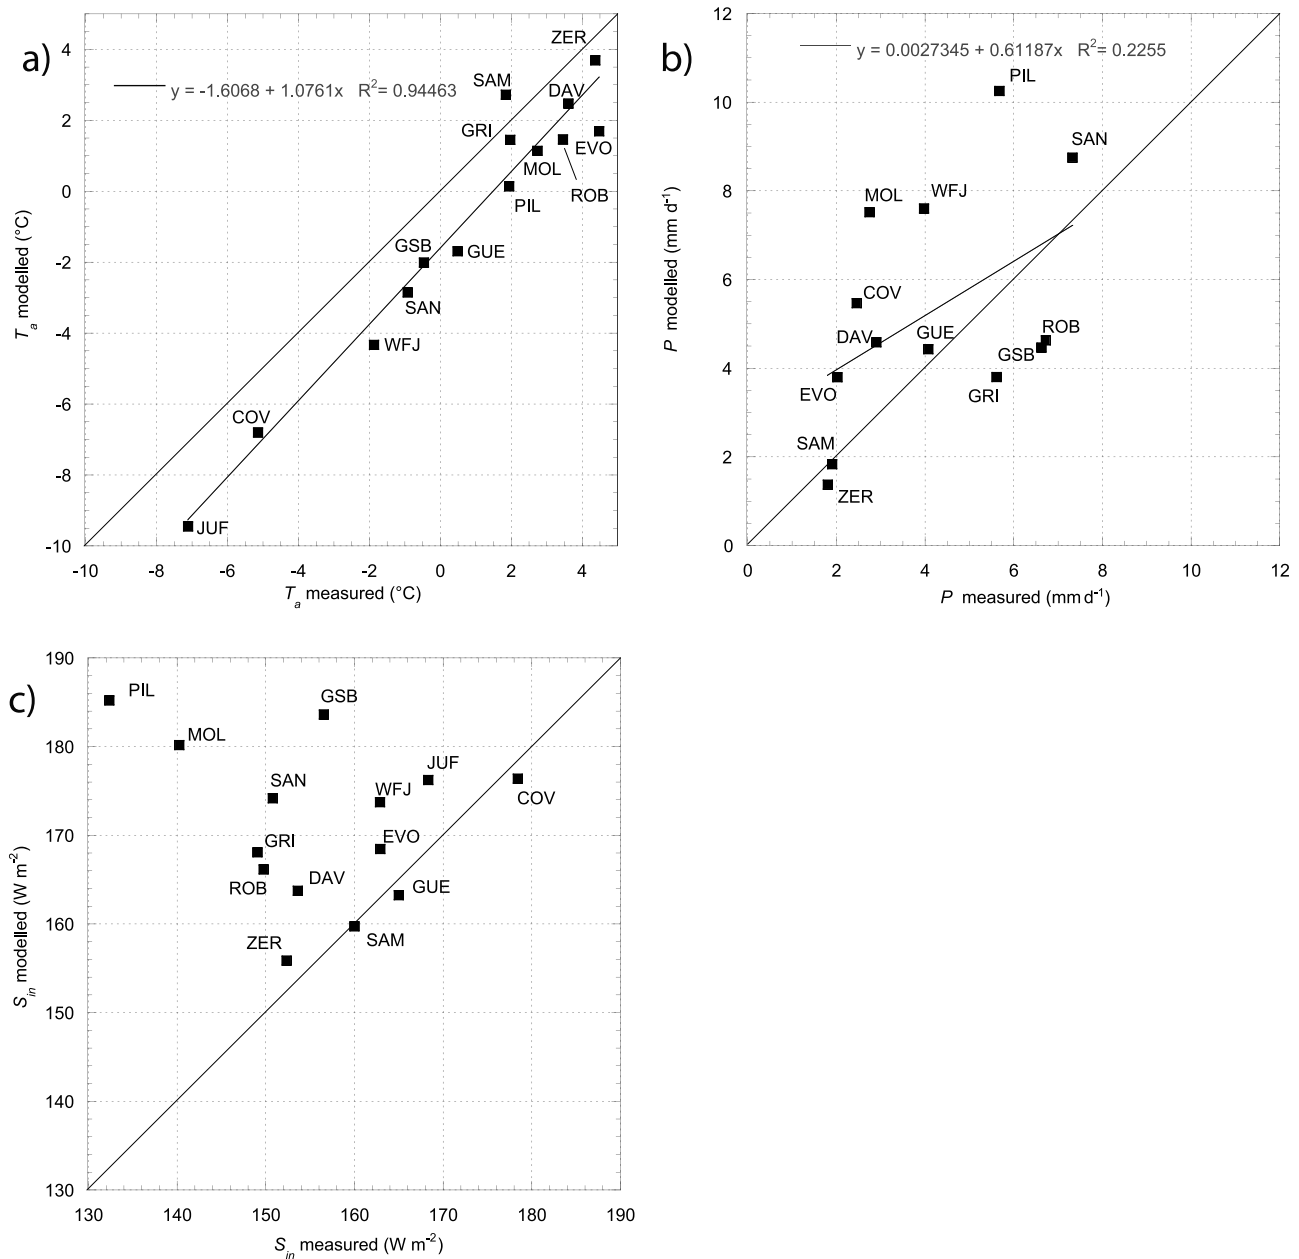 a)
y = -1.6068 + 1.0761x R²= 0.94463
ZER
SAM
DAV
GRI
EVO
MOL
ROB
PIL
GSB
GUE
SAN
WFJ
COV
JUF
4
2
0
-2
-4
-6
-8
-10
-10 -8 -6 -4 -2 0 2 4
T_a modelled (°C)
T_a measured (°C)
b)
y = 0.0027345 + 0.61187x R²= 0.2255
PIL
SAN
MOL
WFJ
COV
DAV
GUE
ROB
GSB
EVO
GRI
SAM
ZER
12
10
8
6
4
2
0
0 2 4 6 8 10 12
P modelled (mm d⁻¹)
P measured (mm d⁻¹)
c)
PIL
GSB
MOL
SAN
JUF
WFJ
COV
GRI
EVO
ROB
DAV
GUE
ZER
SAM
190
180
170
160
150
140
130
130 140 150 160 170 180 190
S_in modelled (W m⁻²)
S_in measured (W m⁻²)